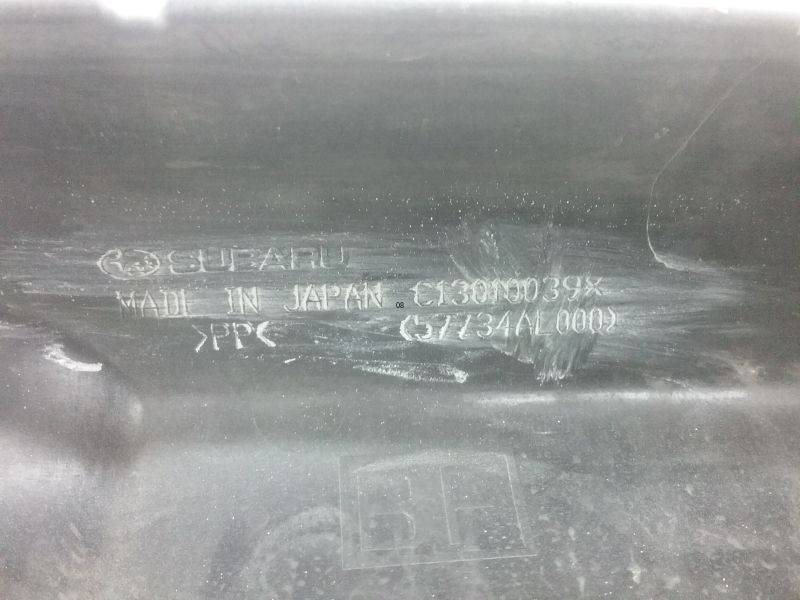 SUBARU
MADE IN JAPAN C13010039X
>PP< (57734AL000)
08